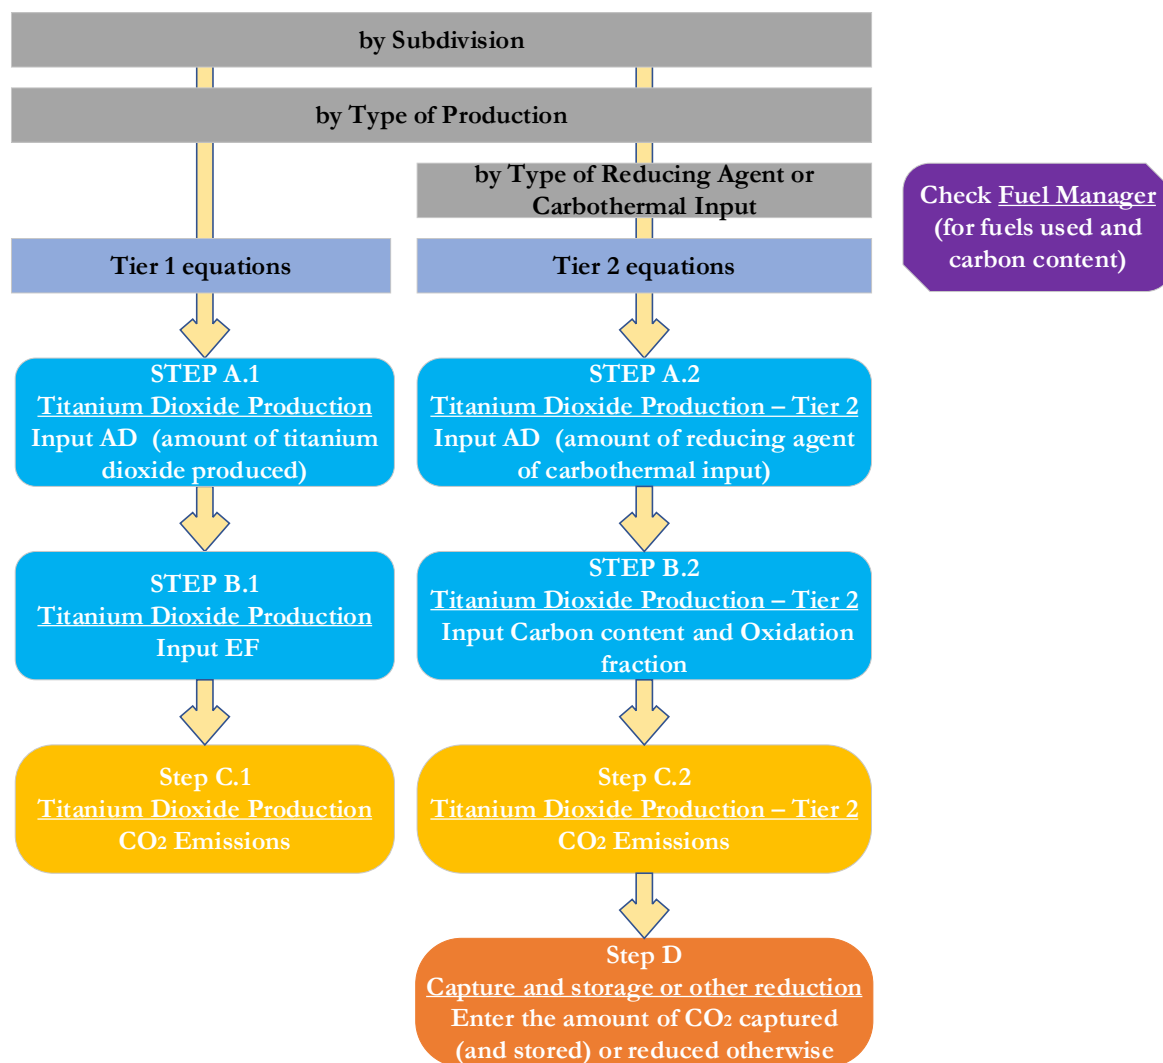 by Subdivision
by Type of Production
by Type of Reducing Agent or
Carbothermal Input
Check Fuel Manager
(for fuels used and
carbon content)
Tier 1 equations
Tier 2 equations
STEP A.1
Titanium Dioxide Production
Input AD (amount of titanium
dioxide produced)
STEP A.2
Titanium Dioxide Production – Tier 2
Input AD (amount of reducing agent
of carbothermal input)
STEP B.1
Titanium Dioxide Production
Input EF
STEP B.2
Titanium Dioxide Production – Tier 2
Input Carbon content and Oxidation
fraction
Step C.1
Titanium Dioxide Production
CO2 Emissions
Step C.2
Titanium Dioxide Production – Tier 2
CO2 Emissions
Step D
Capture and storage or other reduction
Enter the amount of CO2 captured
(and stored) or reduced otherwise